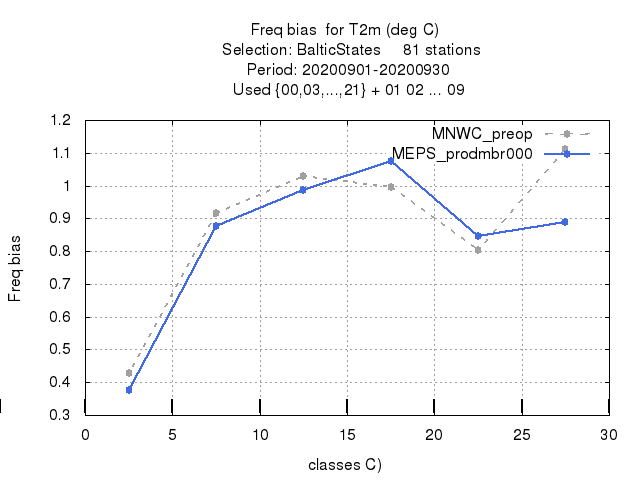 Freq bias  for T2m (deg C)
Selection: BalticStates     81 stations
Period: 20200901-20200930
Used {00,03,...,21} + 01 02 ... 09
1.2
1.1
1
0.9
0.8
0.7
0.6
0.5
0.4
0.3
Freq bias
MNWC_preop
MEPS_prodmbr000
0 5 10 15 20 25 30
classes C)